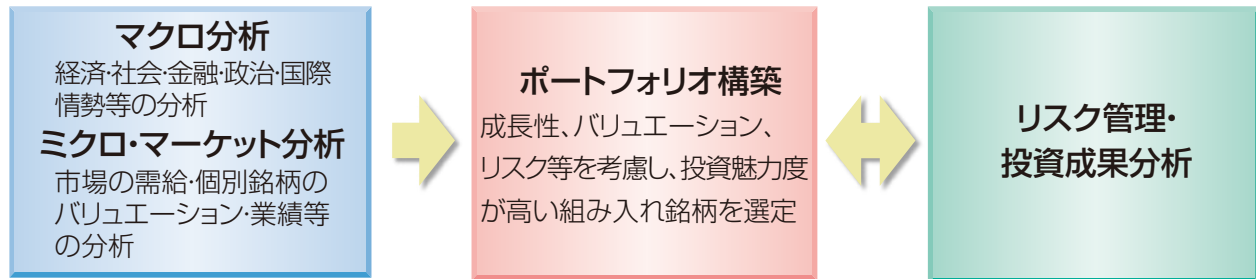 マクロ分析
経済・社会・金融・政治・国際
情勢等の分析
ミクロ・マーケット分析
市場の需給・個別銘柄の
バリュエーション・業績等
の分析
ポートフォリオ構築
成長性、バリュエーション、
リスク等を考慮し、投資魅力度
が高い組み入れ銘柄を選定
リスク管理・
投資成果分析